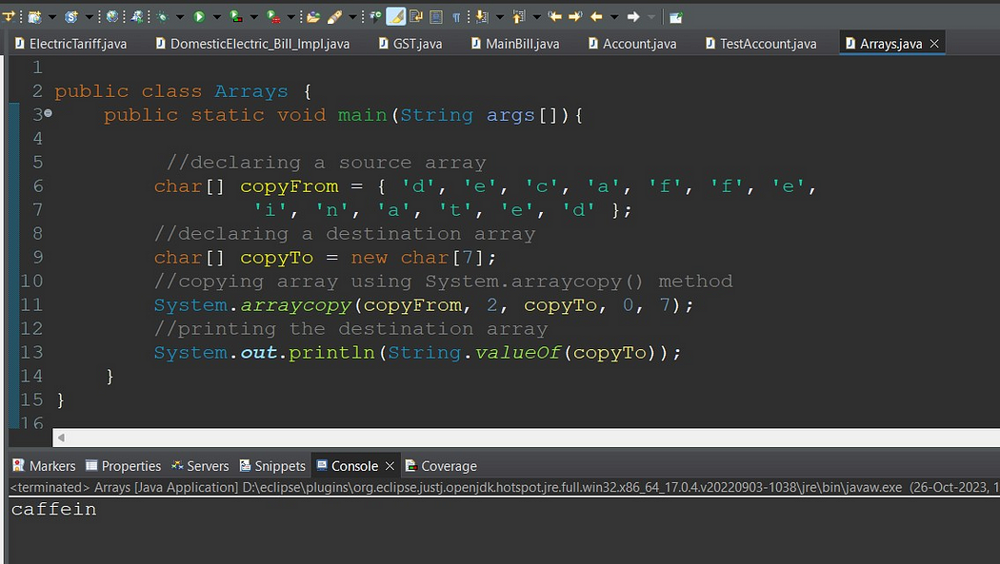 ElectricTariff.java DomesticElectric_Bill_Impl.java GST.java MainBill.java Account.java TestAccount.java Arrays.java
1
2 public class Arrays {
3 public static void main(String args[]){
4
5 //declaring a source array
6 char[] copyFrom = { 'd', 'e', 'c', 'a', 'f', 'f', 'e',
7 'i', 'n', 'a', 't', 'e', 'd' };
8 //declaring a destination array
9 char[] copyTo = new char[7];
10 //copying array using System.arraycopy() method
11 System.arraycopy(copyFrom, 2, copyTo, 0, 7);
12 //printing the destination array
13 System.out.println(String.valueOf(copyTo));
14 }
15 }
16
Markers Properties Servers Snippets Console Coverage
<terminated> Arrays [Java Application] D:\eclipse\plugins\org.eclipse.justj.openjdk.hotspot.jre.full.win32.x86_64_17.0.4.v20220903-1038\jre\bin\javaw.exe (26-Oct-2023, 1
caffein